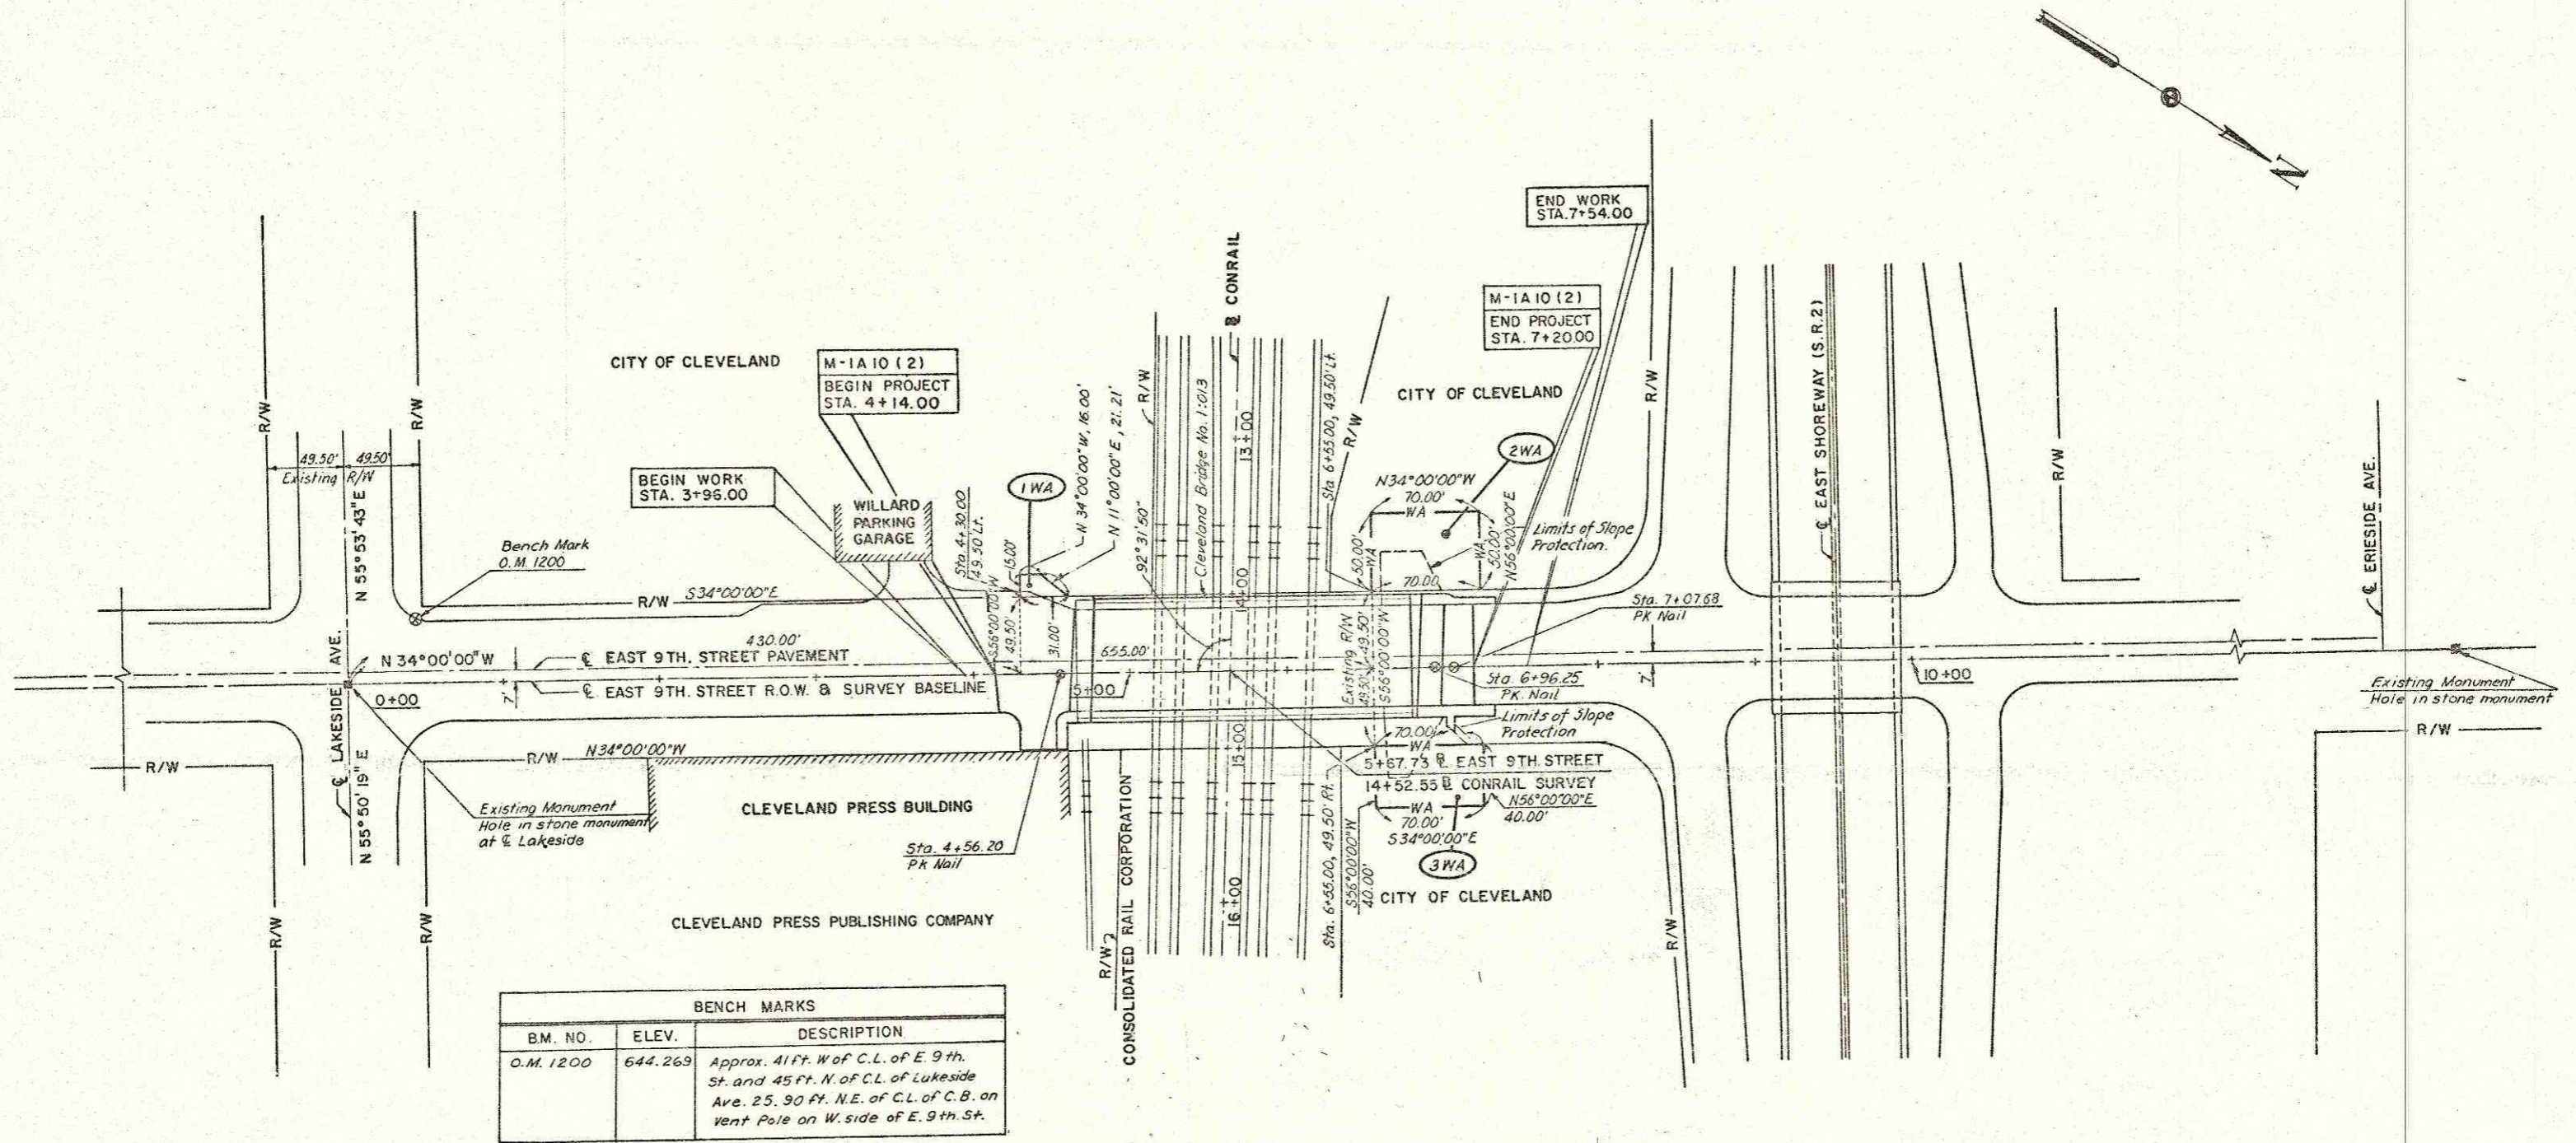 N
END WORK
STA. 7+54.00
M-1A10(2)
END PROJECT
STA. 7+20.00
CITY OF CLEVELAND
M-1A10(2)
BEGIN PROJECT
STA. 4+14.00
BEGIN WORK
STA. 3+96.00
WILLARD
PARKING
GARAGE
R/W
R/W
49.50' 49.50'
Existing R/W
N 55°53'43"E
Bench Mark
O.M. 1200
R/W S34°00'00"E
Sta. 4+30.00
49.50' Lt.
1WA
15.00'
N 34°00'00"W, 16.00'
N 11°00'00"E, 21.21'
R/W
92°31'50"
Cleveland Bridge No. 1:013
℄ CONRAIL
13+00
14+00
Sta 6+55.00, 49.50' Lt.
R/W
CITY OF CLEVELAND
2WA
N34°00'00"W
70.00'
WA
50.00'
WA
WA
50.00'
N56°00'00"E
70.00
Limits of Slope
Protection.
R/W
℄ EAST SHOREWAY (S.R.2)
R/W
℄ ERIESIDE AVE.
Sta. 7+07.68
PK Nail
430.00'
N 34°00'00"W
℄ EAST 9TH. STREET PAVEMENT
℄ EAST 9TH. STREET R.O.W. & SURVEY BASELINE
7'
0+00
S56°00'00"W
49.50'
31.00'
655.00'
5+00
Existing R/W
49.50' 49.50'
S56°00'00"W
Sta. 6+96.25
PK. Nail
7'
10+00
Existing Monument
Hole in stone monument
R/W
℄ LAKESIDE AVE.
N 55°50'19" E
R/W
R/W N34°00'00"W
Existing Monument
Hole in stone monument
at ℄ Lakeside
CLEVELAND PRESS BUILDING
Sta. 4+56.20
PK Nail
CLEVELAND PRESS PUBLISHING COMPANY
R/W
R/W
R/W
CONSOLIDATED RAIL CORPORATION
15+00
16+00
Limits of Slope
Protection
70.00'
WA
5+67.73 ℄ EAST 9TH STREET
14+52.55 ℄ CONRAIL SURVEY
WA
70.00'
S34°00'00"E
N56°00'00"E
40.00'
3WA
Sta. 6+55.00, 49.50' Rt.
S56°00'00"W
40.00'
CITY OF CLEVELAND
R/W
BENCH MARKS
B.M. NO. ELEV. DESCRIPTION
O.M. 1200 644.269 Approx. 41 ft. W of C.L. of E. 9 th.
St. and 45 ft. N. of C.L. of Lakeside
Ave. 25.90 ft. N.E. of C.L. of C.B. on
vent Pole on W. side of E. 9 th. St.